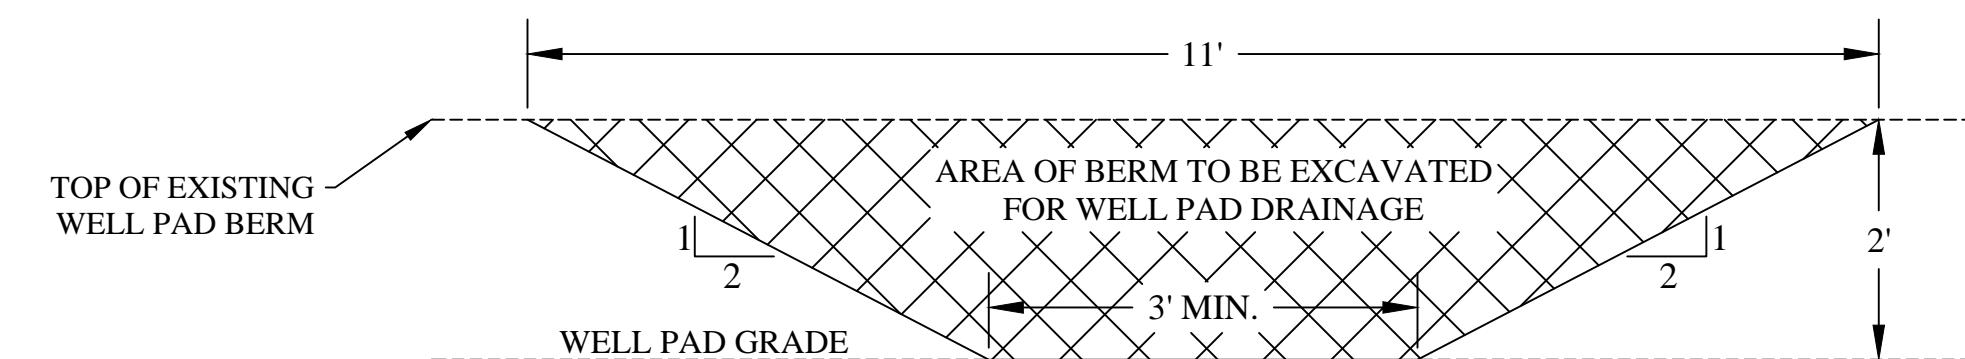 11'
TOP OF EXISTING
WELL PAD BERM
AREA OF BERM TO BE EXCAVATED
FOR WELL PAD DRAINAGE
1
2
1
2
2'
3' MIN.
WELL PAD GRADE